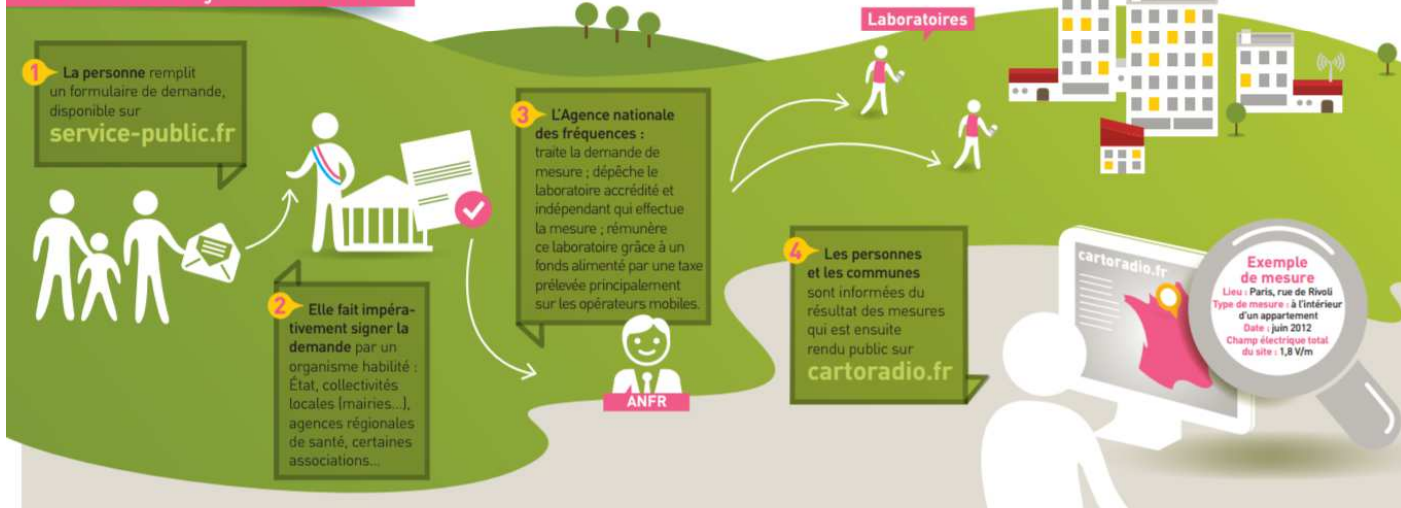 1 La personne remplit
un formulaire de demande,
disponible sur
service-public.fr
2 Elle fait impéra-
tivement signer la
demande par un
organisme habilité :
État, collectivités
locales (mairies...),
agences régionales
de santé, certaines
associations...
3 L'Agence nationale
des fréquences :
traite la demande de
mesure ; dépêche le
laboratoire accrédité et
indépendant qui effectue
la mesure ; rémunère
ce laboratoire grâce à un
fonds alimenté par une taxe
prélevée principalement
sur les opérateurs mobiles.
ANFR
Laboratoires
4 Les personnes
et les communes
sont informées du
résultat des mesures
qui est ensuite
rendu public sur
cartoradio.fr
cartoradio.fr
Exemple
de mesure
Lieu : Paris, rue de Rivoli
Type de mesure : à l'intérieur
d'un appartement
Date : juin 2012
Champ électrique total
du site : 1,8 V/m